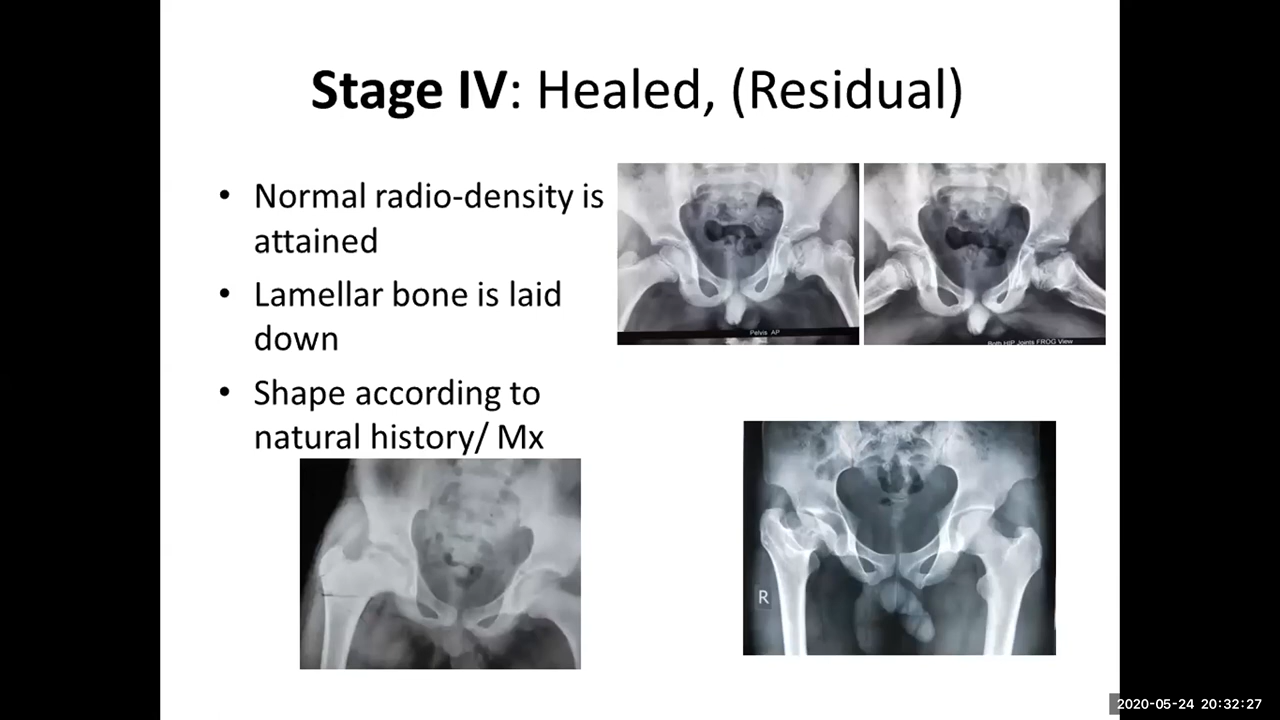 Stage IV: Healed, (Residual)
• Normal radio-density is
attained
• Lamellar bone is laid
down
• Shape according to
natural history/ Mx
Pelvis AP
Both HIP Joints FROG View
R
2020-05-24 20:32:27